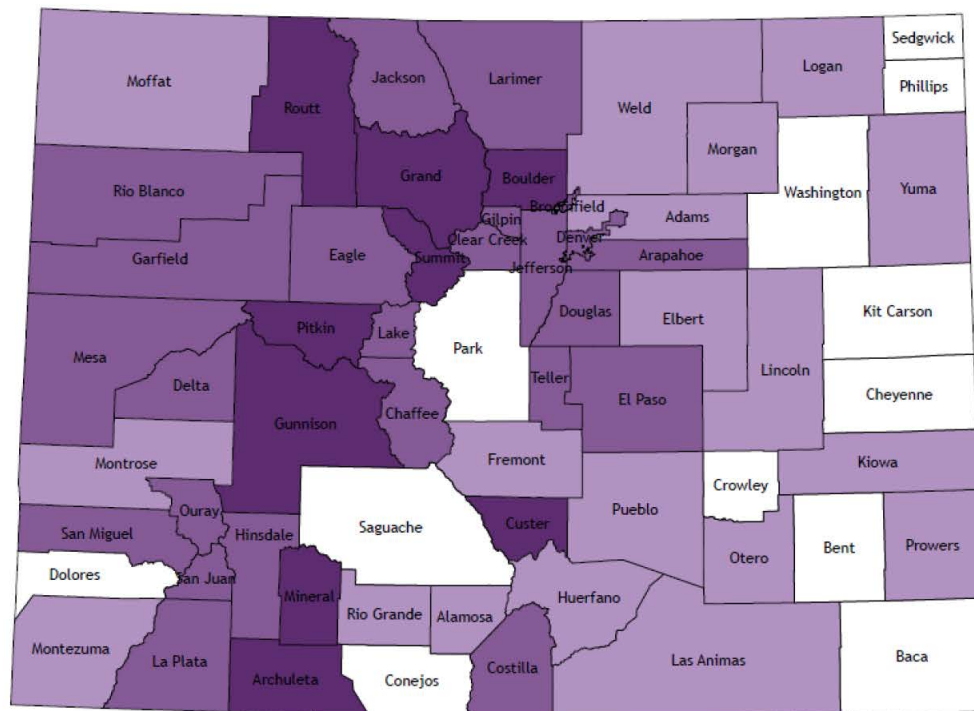 Sedgwick
Moffat
Jackson
Larimer
Logan
Phillips
Routt
Weld
Morgan
Rio Blanco
Grand
Boulder
Washington
Yuma
Broomfield
Gilpin
Adams
Garfield
Eagle
Clear Creek
Denver
Summit
Jefferson
Arapahoe
Kit Carson
Pitkin
Lake
Park
Douglas
Elbert
Mesa
Delta
Teller
Lincoln
Cheyenne
Gunnison
Chaffee
El Paso
Montrose
Fremont
Kiowa
Crowley
Ouray
Pueblo
San Miguel
Hinsdale
Saguache
Custer
Otero
Bent
Prowers
Dolores
San Juan
Mineral
Rio Grande
Alamosa
Huerfano
Montezuma
La Plata
Archuleta
Conejos
Costilla
Las Animas
Baca